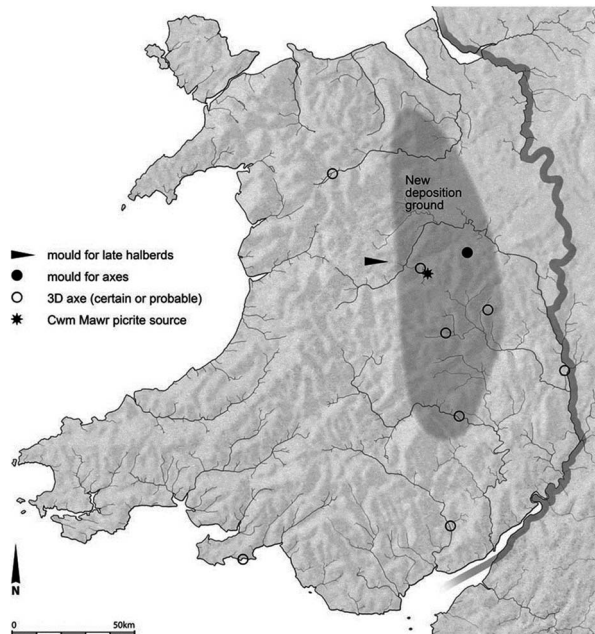 New
deposition
ground
mould for late halberds
mould for axes
3D axe (certain or probable)
Cwm Mawr picrite source
N
0 50km